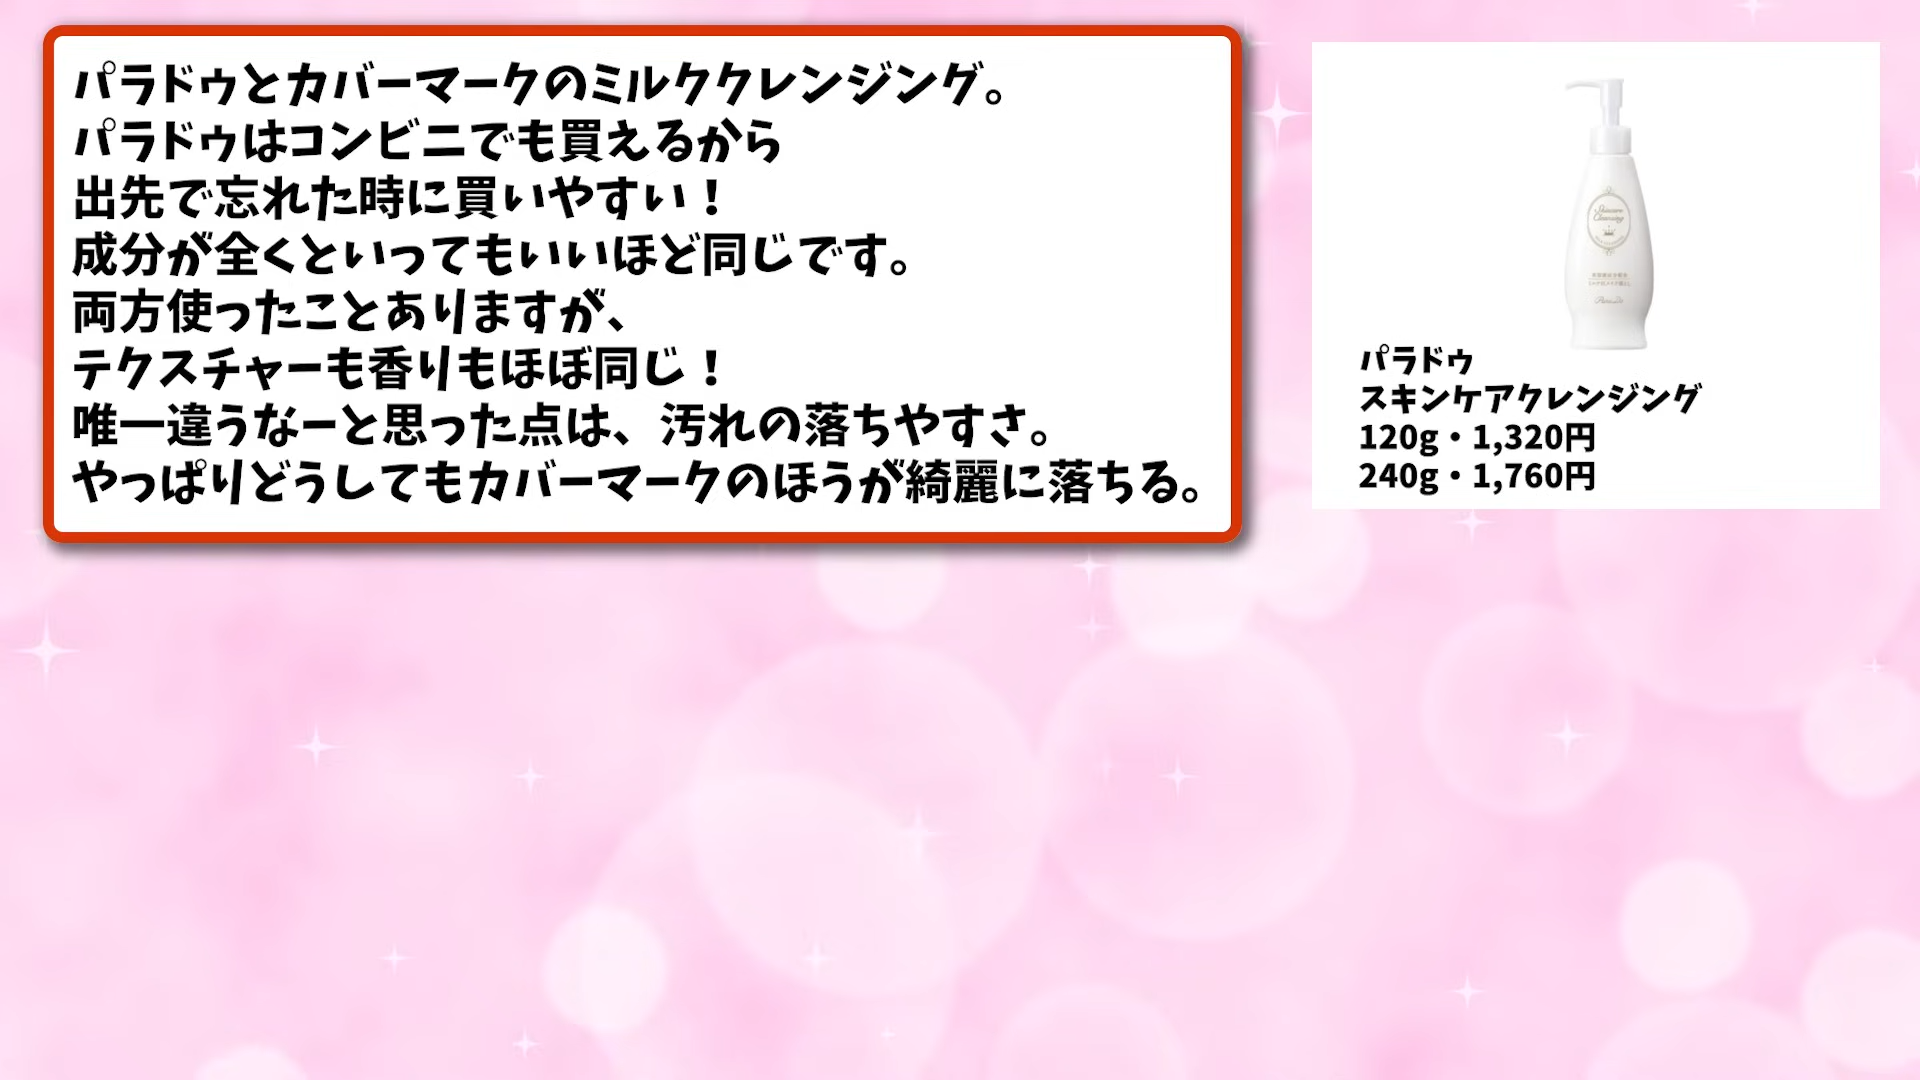 パラドゥとカバーマークのミルククレンジング。
パラドゥはコンビニでも買えるから
出先で忘れた時に買いやすい！
成分が全くといってもいいほど同じです。
両方使ったことありますが、
テクスチャーも香りもほぼ同じ！
唯一違うなーと思った点は、汚れの落ちやすさ。
やっぱりどうしてもカバーマークのほうが綺麗に落ちる。
Skincare
Cleansing
パラドゥ
スキンケアクレンジング
120g・1,320円
240g・1,760円